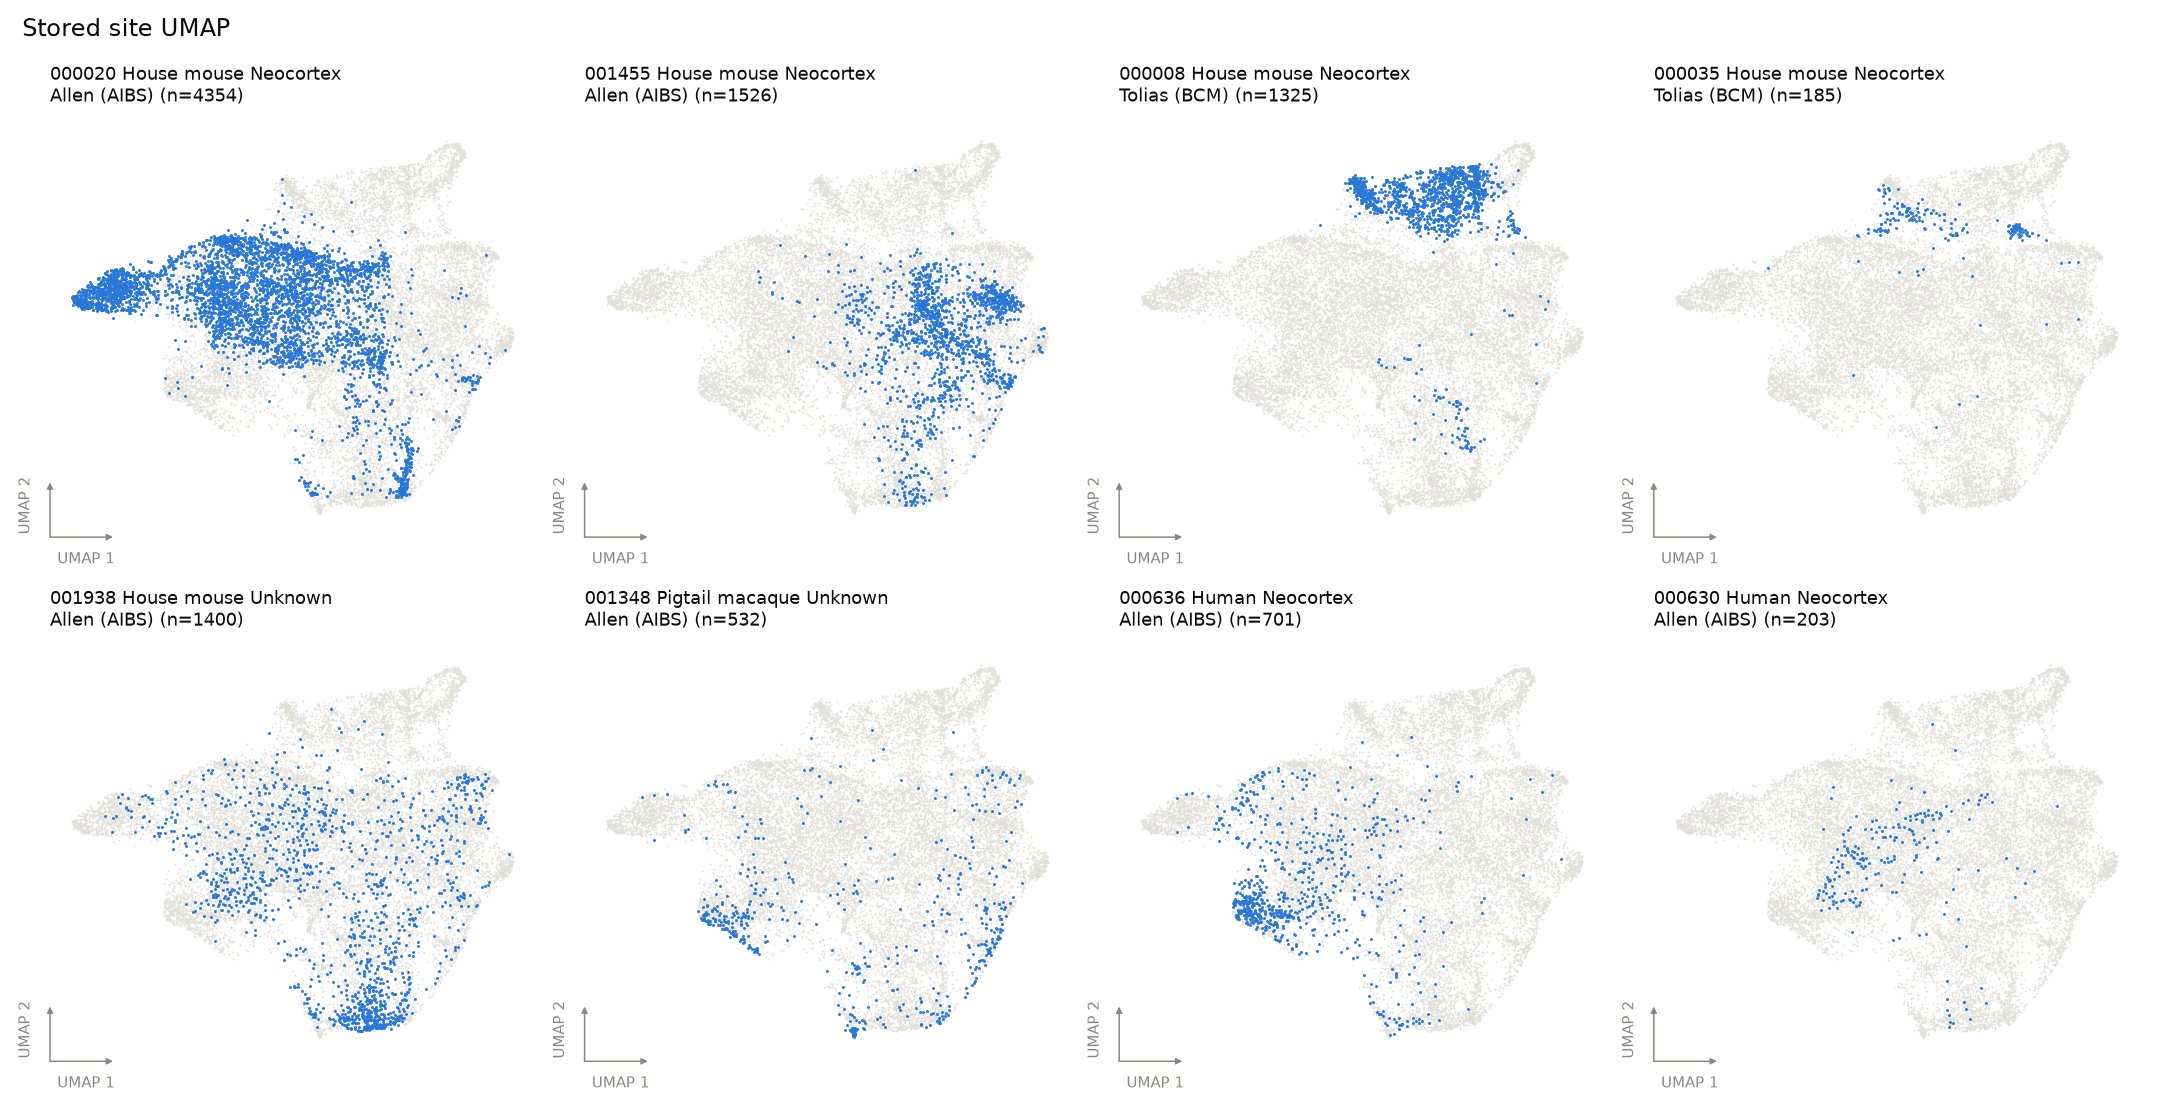 Stored site UMAP
000020 House mouse Neocortex
Allen (AIBS) (n=4354)
001455 House mouse Neocortex
Allen (AIBS) (n=1526)
000008 House mouse Neocortex
Tolias (BCM) (n=1325)
000035 House mouse Neocortex
Tolias (BCM) (n=185)
UMAP 2
UMAP 1
UMAP 2
UMAP 1
UMAP 2
UMAP 1
UMAP 2
UMAP 1
001938 House mouse Unknown
Allen (AIBS) (n=1400)
001348 Pigtail macaque Unknown
Allen (AIBS) (n=532)
000636 Human Neocortex
Allen (AIBS) (n=701)
000630 Human Neocortex
Allen (AIBS) (n=203)
UMAP 2
UMAP 1
UMAP 2
UMAP 1
UMAP 2
UMAP 1
UMAP 2
UMAP 1